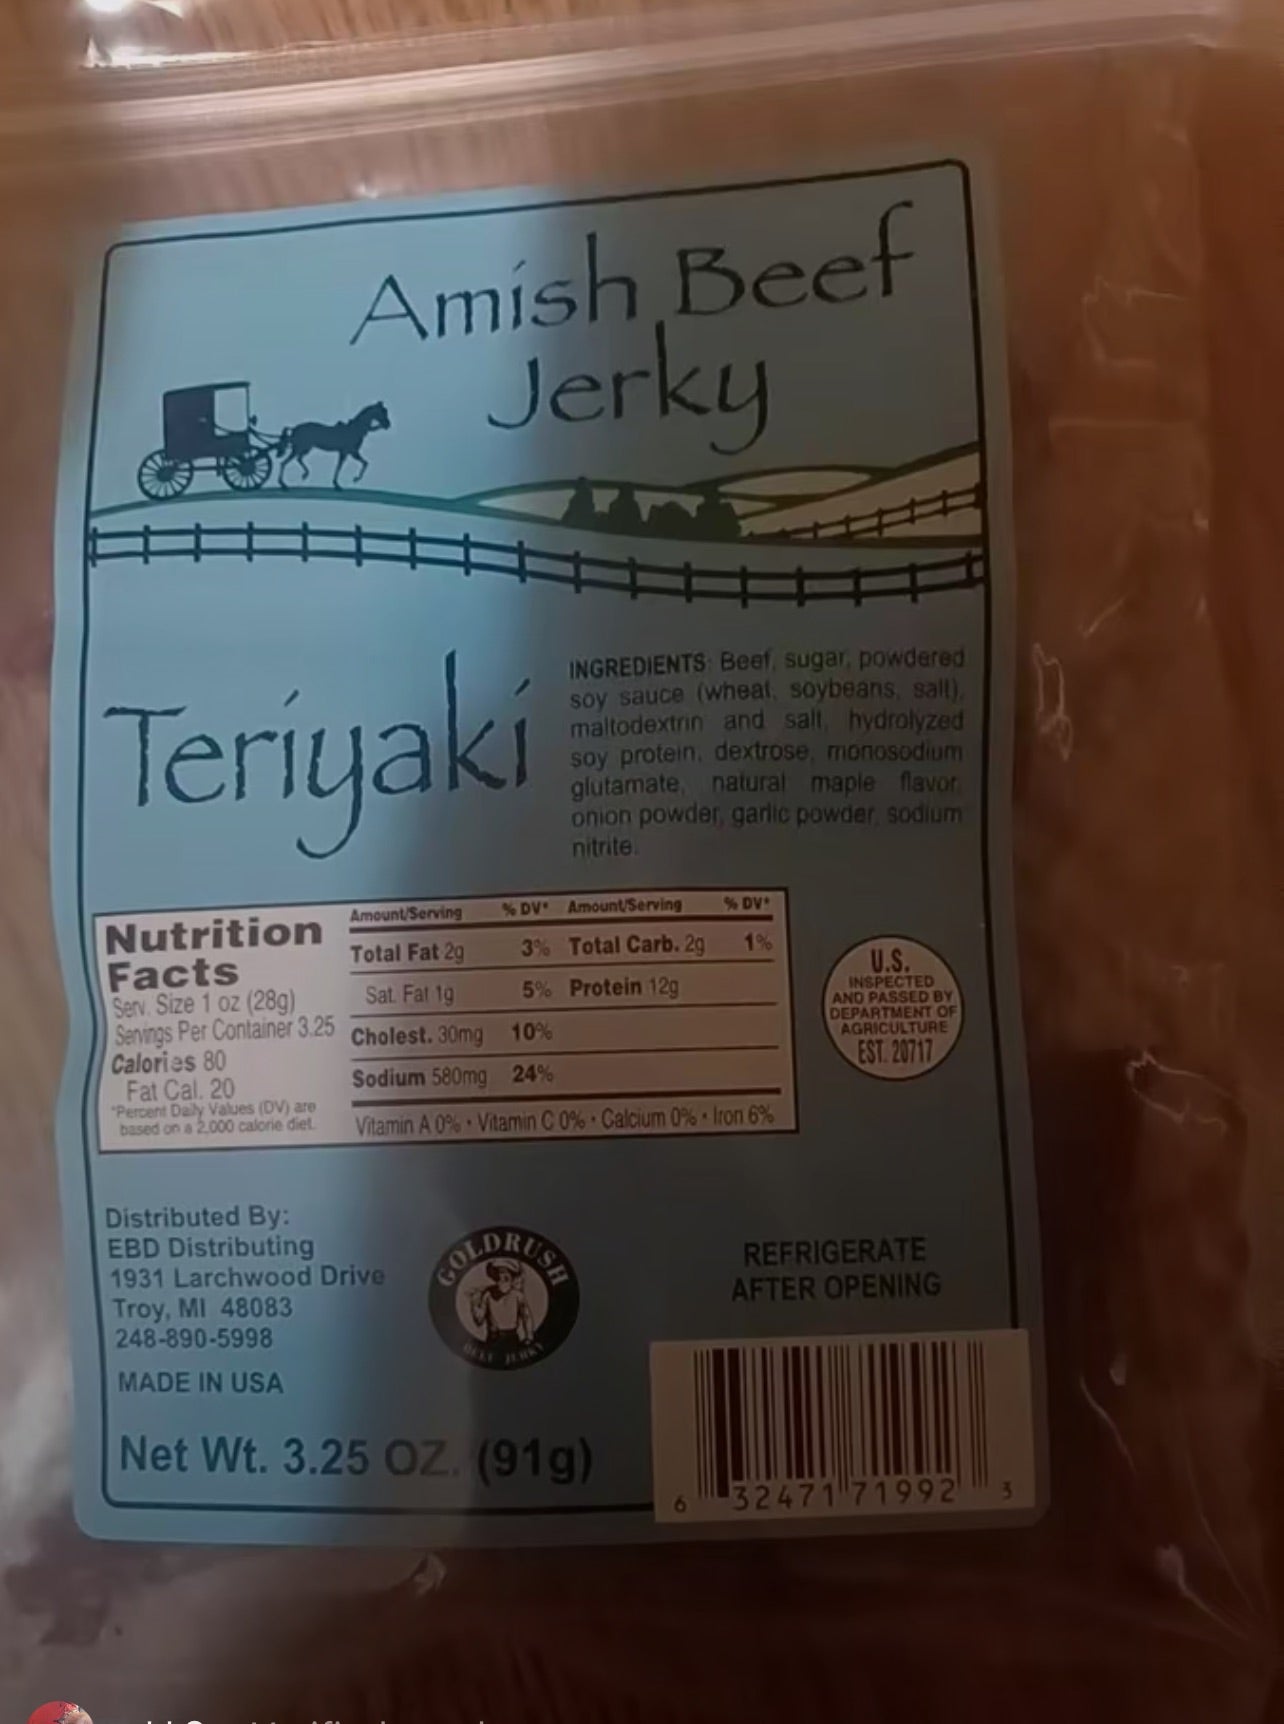 Amish Beef
Jerky
Teriyaki
INGREDIENTS: Beef, sugar, powdered
soy sauce (wheat, soybeans, salt),
maltodextrin and salt, hydrolyzed
soy protein, dextrose, monosodium
glutamate, natural maple flavor,
onion powder, garlic powder, sodium
nitrite.
Nutrition
Facts
Serv. Size 1 oz (28g)
Servings Per Container 3.25
Calories 80
Fat Cal. 20
*Percent Daily Values (DV) are
based on a 2,000 calorie diet.
Amount/Serving % DV* Amount/Serving % DV*
Total Fat 2g 3% Total Carb. 2g 1%
Sat. Fat 1g 5% Protein 12g
Cholest. 30mg 10%
Sodium 580mg 24%
Vitamin A 0% • Vitamin C 0% • Calcium 0% • Iron 6%
U.S.
INSPECTED
AND PASSED BY
DEPARTMENT OF
AGRICULTURE
EST. 20717
Distributed By:
EBD Distributing
1931 Larchwood Drive
Troy, MI 48083
248-890-5998
MADE IN USA
GOLDRUSH
BEEF JERKY
REFRIGERATE
AFTER OPENING
Net Wt. 3.25 OZ. (91g)
6 32471 71992 3